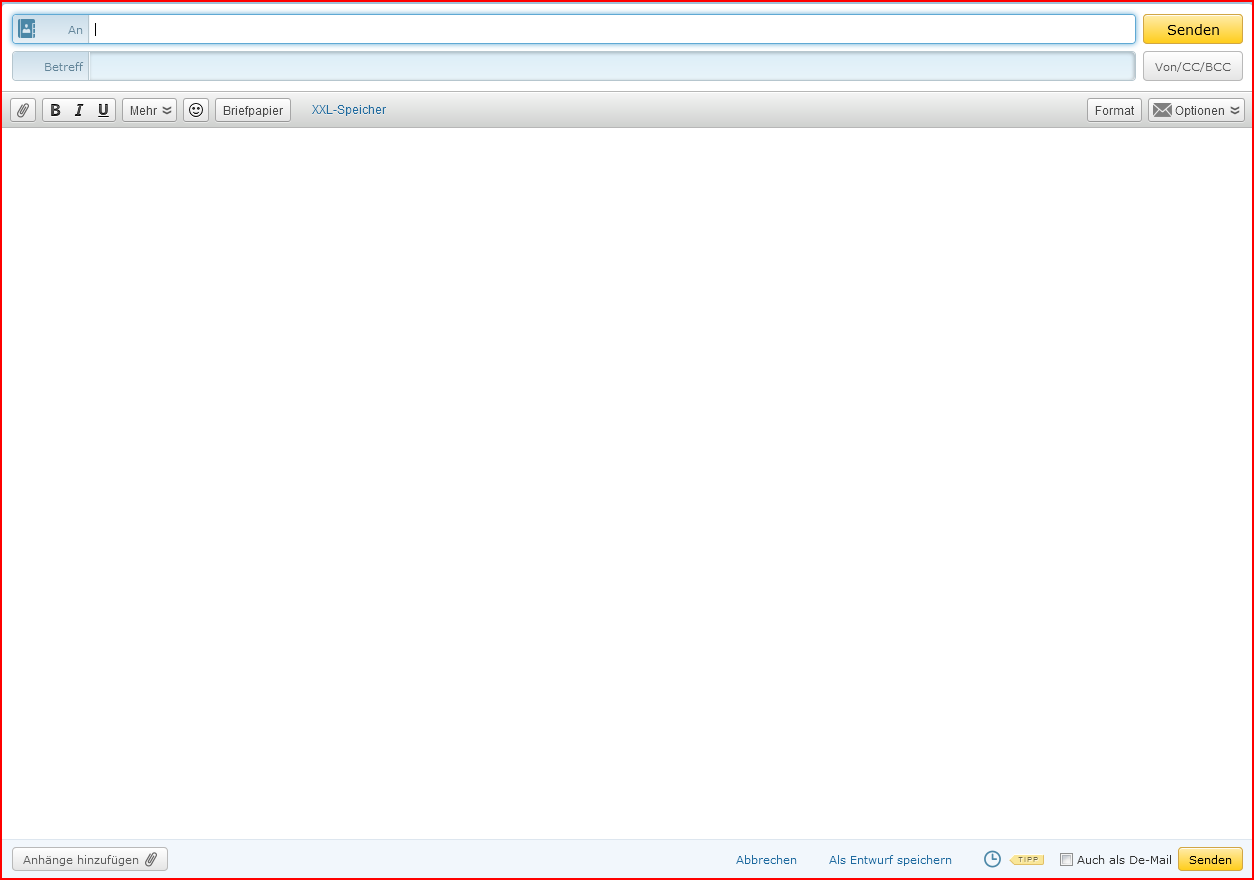 An
Senden
Betreff
Von/CC/BCC
B I U Mehr Briefpapier XXL-Speicher Format Optionen
Anhänge hinzufügen Abbrechen Als Entwurf speichern TIPP Auch als De-Mail Senden